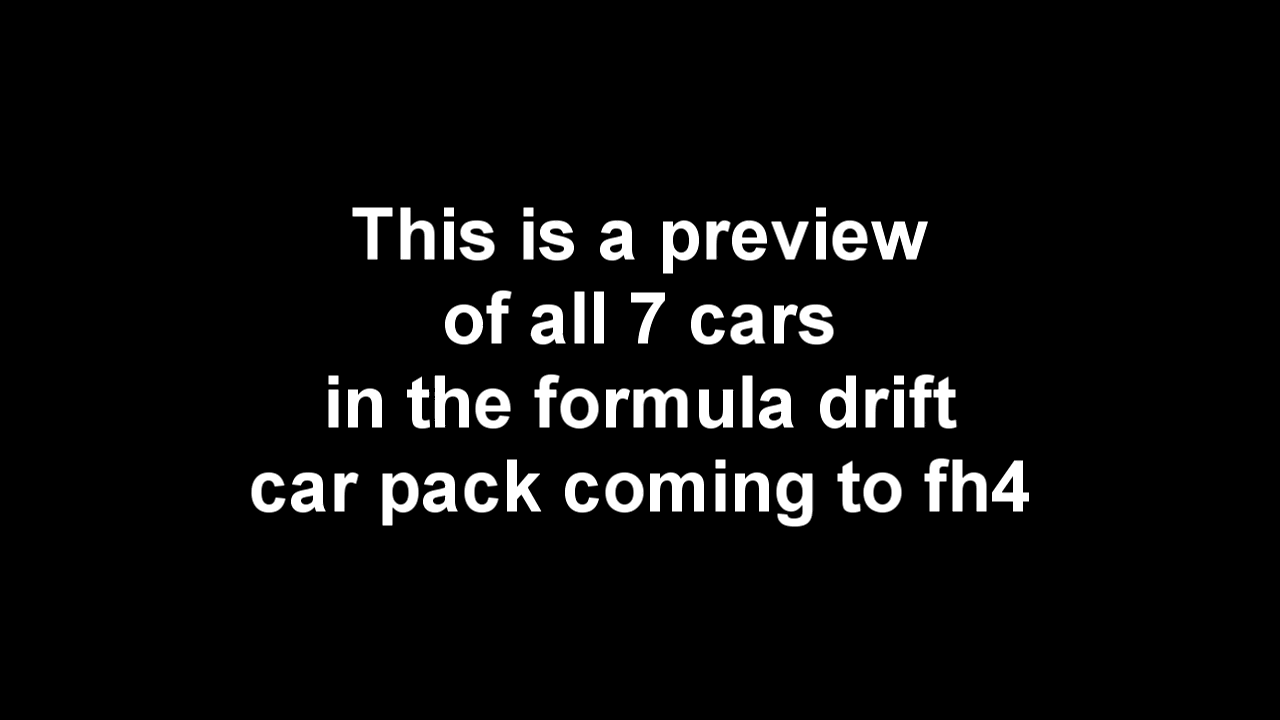 This is a preview
of all 7 cars
in the formula drift
car pack coming to fh4